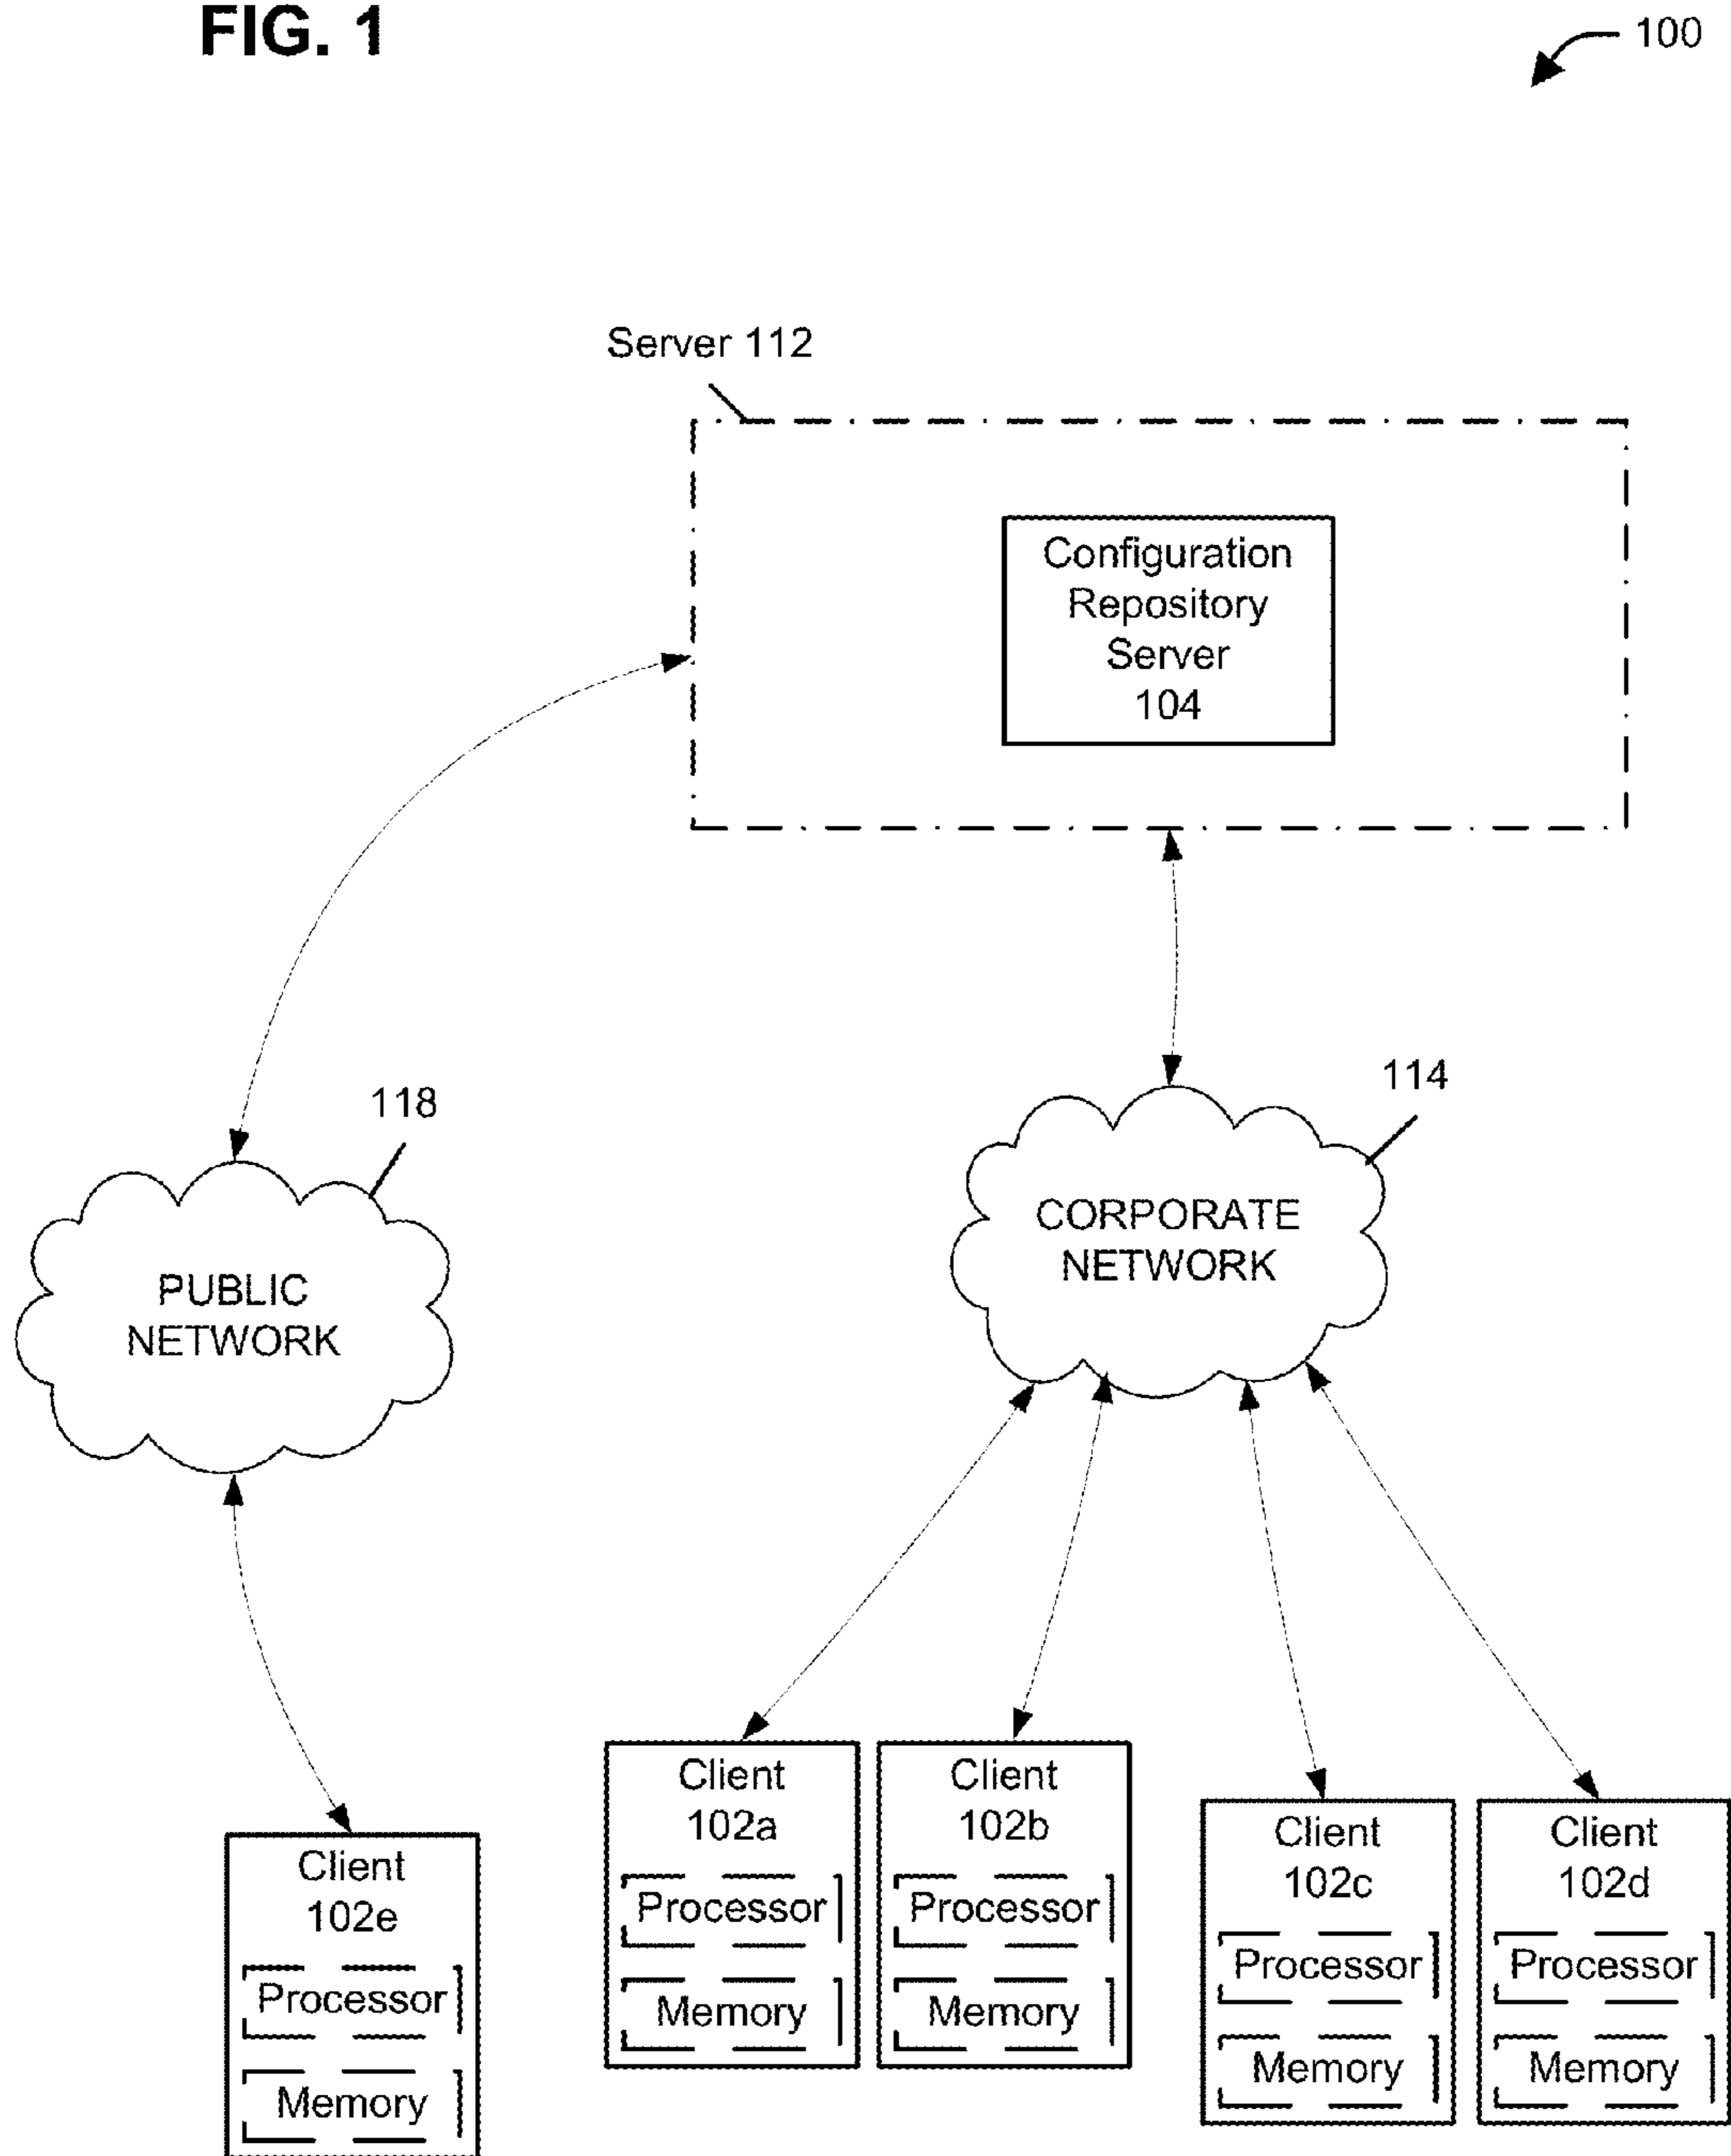 FIG. 1
100
Server 112
Configuration
Repository
Server
104
118
114
PUBLIC
NETWORK
CORPORATE
NETWORK
Client
102a
Processor
Memory
Client
102b
Processor
Memory
Client
102c
Processor
Memory
Client
102d
Processor
Memory
Client
102e
Processor
Memory